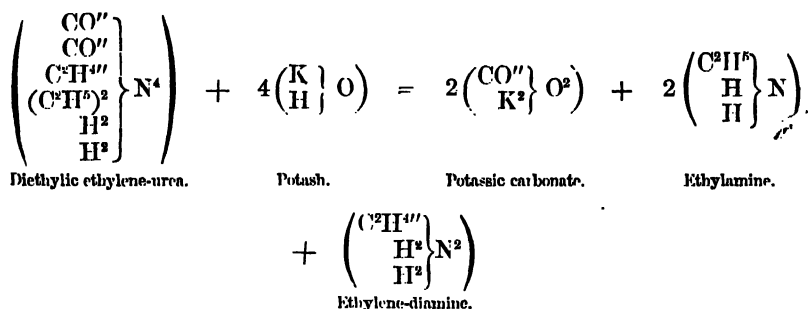 CO″
CO″
C²H⁴″
(C²H⁵)² } N⁴
H²
H²
+ 4 ( K H } O ) = 2 ( CO″ K² } O² ) + 2 ( C²H⁵ H H } N )
Diethylic ethylene-urea. Potash. Potassic carbonate. Ethylamine.
+ ( C²H⁴″ H² H² } N² )
Ethylene-diamine.